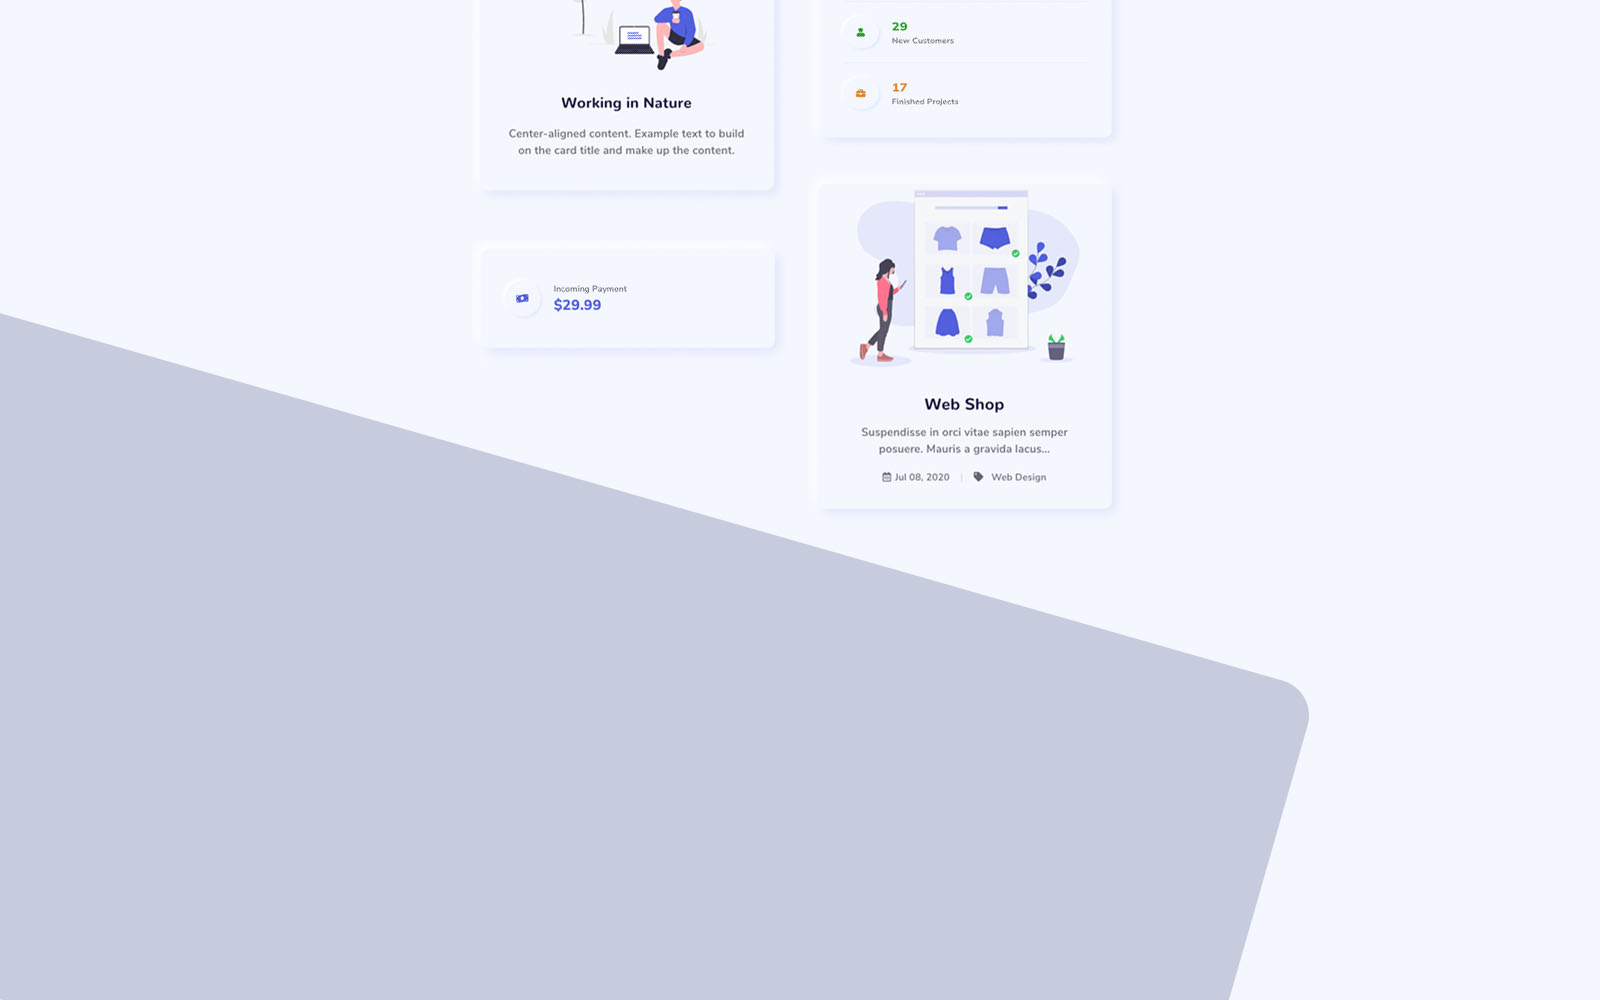 Working in Nature
Center-aligned content. Example text to build
on the card title and make up the content.
Incoming Payment
$29.99
29
New Customers
17
Finished Projects
Web Shop
Suspendisse in orci vitae sapien semper
posuere. Mauris a gravida lacus...
Jul 08, 2020 | Web Design